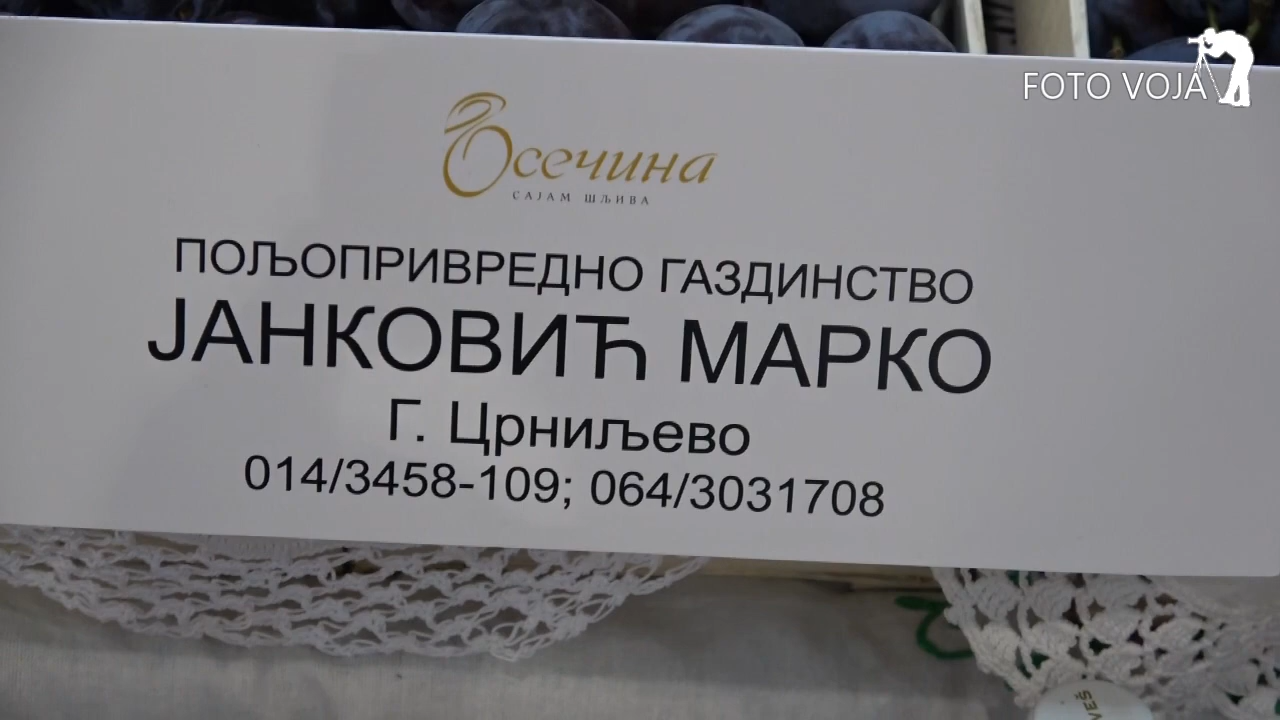 FOTO VOJA
Осечина
САЈАМ ШЉИВА
ПОЉОПРИВРЕДНО ГАЗДИНСТВО
ЈАНКОВИЋ МАРКО
Г. Црниљево
014/3458-109; 064/3031708